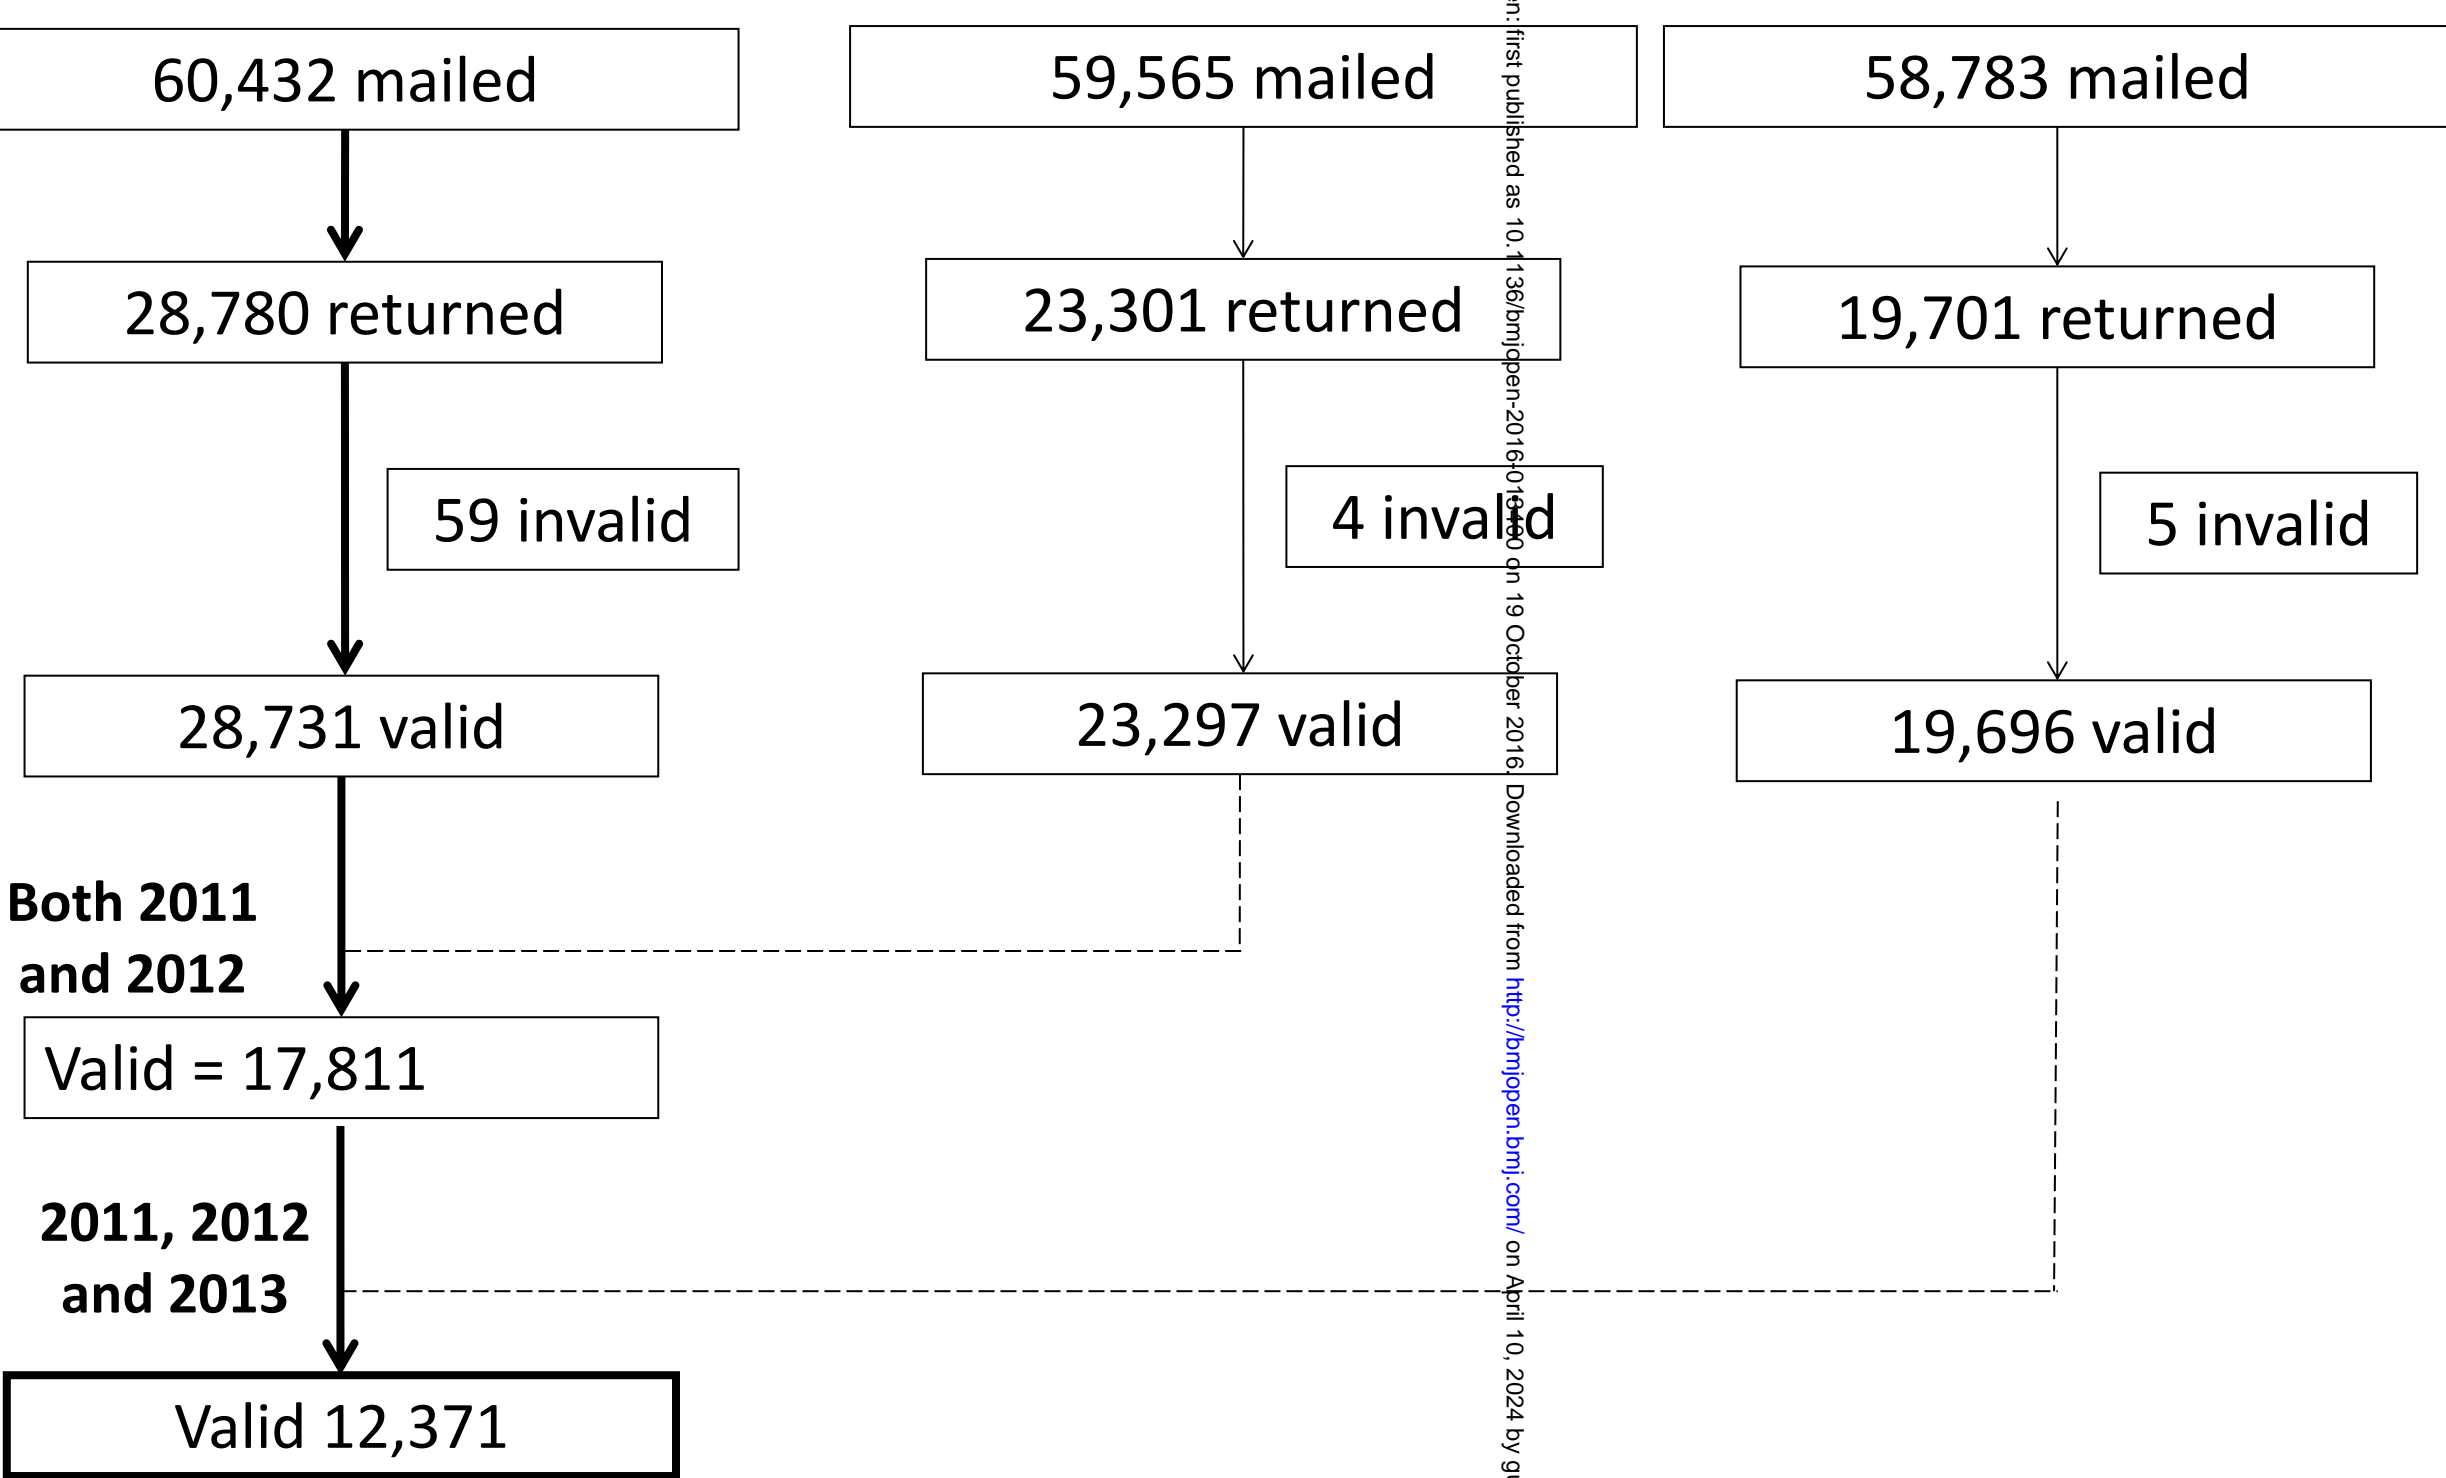 60,432 mailed
59,565 mailed
58,783 mailed
28,780 returned
23,301 returned
19,701 returned
59 invalid
4 invalid
5 invalid
28,731 valid
23,297 valid
19,696 valid
Both 2011
and 2012
Valid = 17,811
2011, 2012
and 2013
Valid 12,371
first published as 10.1136/bmjopen-2016-013400 on 19 October 2016. Downloaded from http://bmjopen.bmj.com/ on April 10, 2024 by